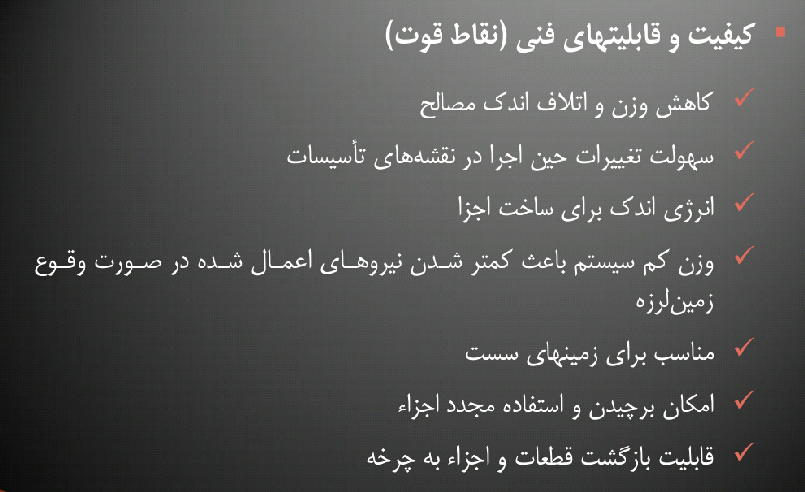 کیفیت و قابلیتهای فنی (نقاط قوت)
کاهش وزن و اتلاف اندک مصالح
سهولت تغییرات حین اجرا در نقشه‌های تأسیسات
انرژی اندک برای ساخت اجزا
وزن کم سیستم باعث کمتر شدن نیروهای اعمال شده در صورت وقوع
زمین‌لرزه
مناسب برای زمینهای سست
امکان برچیدن و استفاده مجدد اجزاء
قابلیت بازگشت قطعات و اجزاء به چرخه